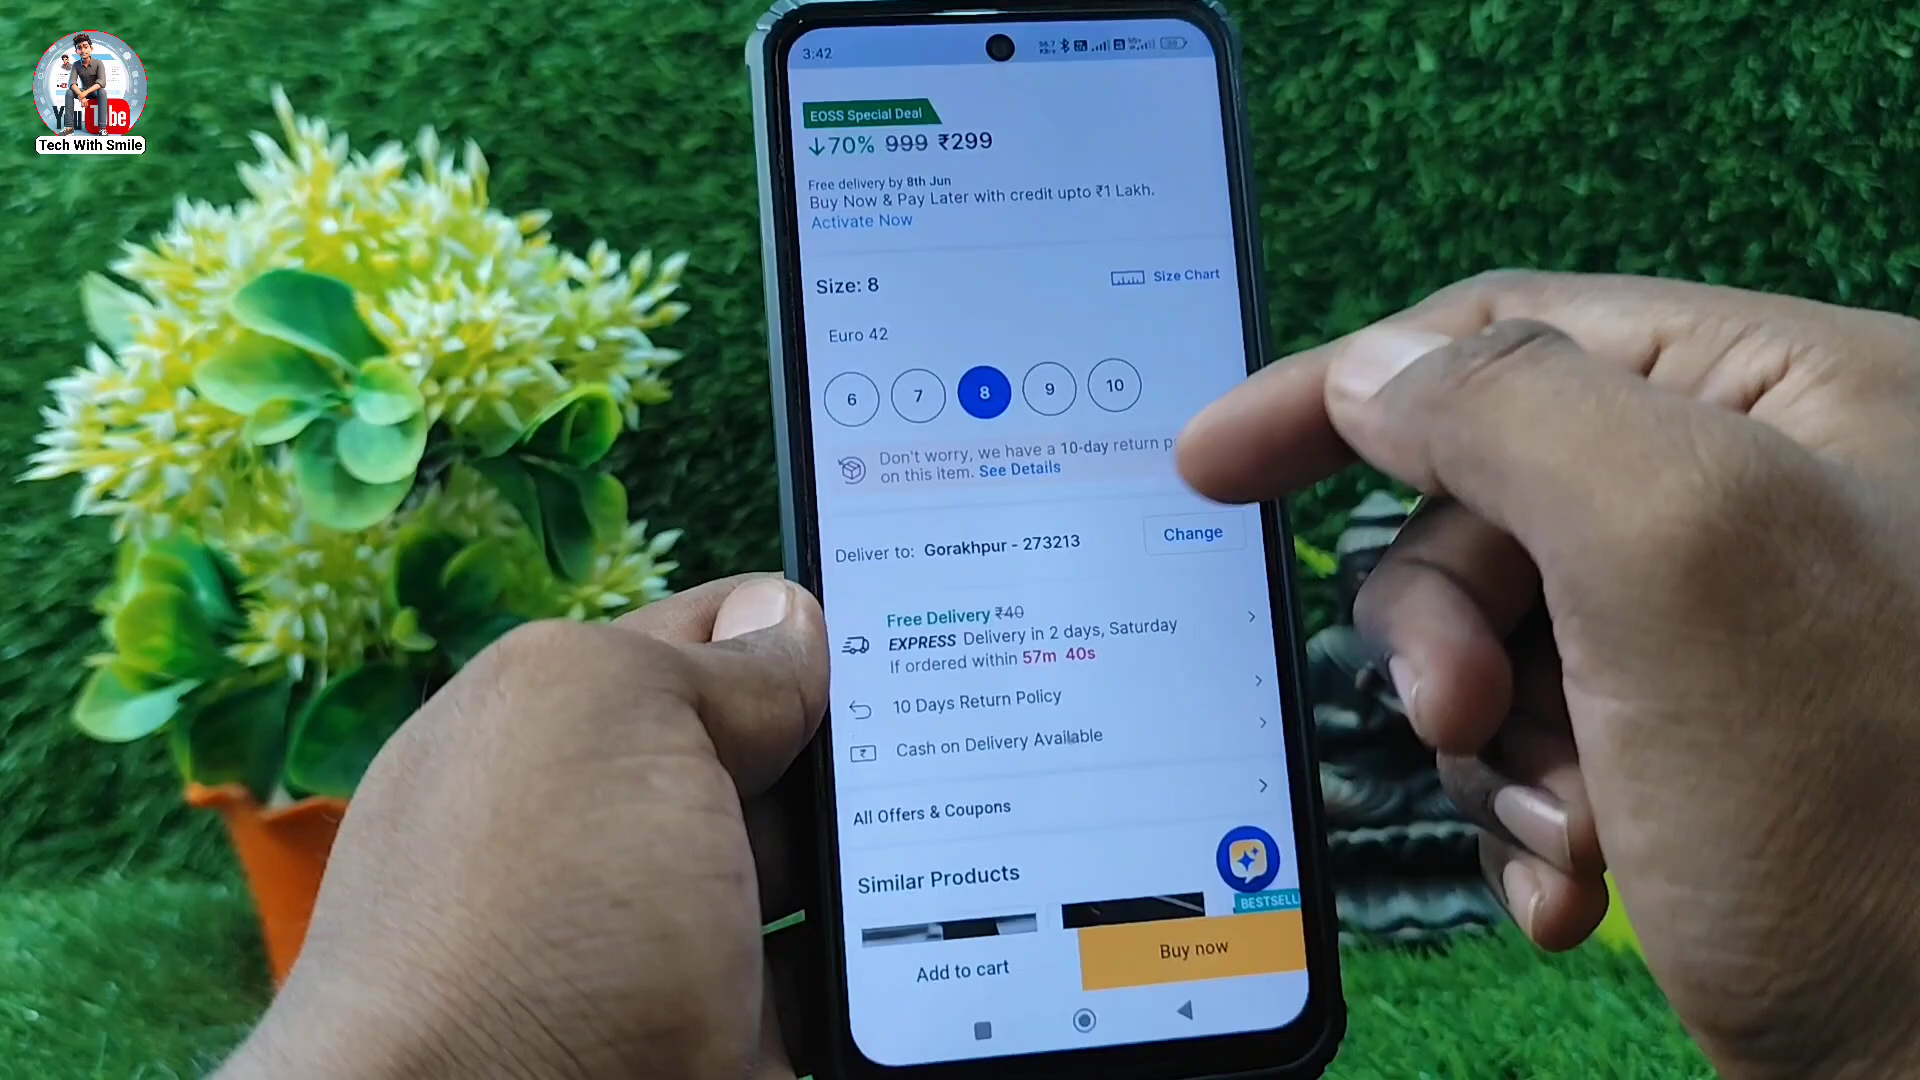 YouTube
Tech With Smile
3:42
EOSS Special Deal
↓70% 999 ₹299
Free delivery by 8th Jun
Buy Now & Pay Later with credit upto ₹1 Lakh.
Activate Now
Size: 8
Size Chart
Euro 42
6 7 8 9 10
Don't worry, we have a 10-day return
on this item. See Details
Deliver to: Gorakhpur - 273213
Change
Free Delivery ₹40
EXPRESS Delivery in 2 days, Saturday
If ordered within 57m 40s
10 Days Return Policy
Cash on Delivery Available
All Offers & Coupons
Similar Products
BESTSELL
Add to cart
Buy now